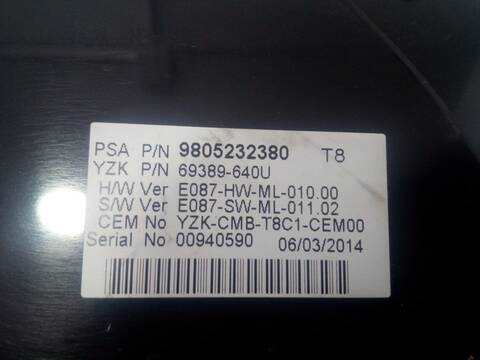 PSA P/N 9805232380 T8
YZK P/N 69389-640U
H/W Ver E087-HW-ML-010.00
S/W Ver E087-SW-ML-011.02
CEM No YZK-CMB-T8C1-CEM00
Serial No 00940590 06/03/2014